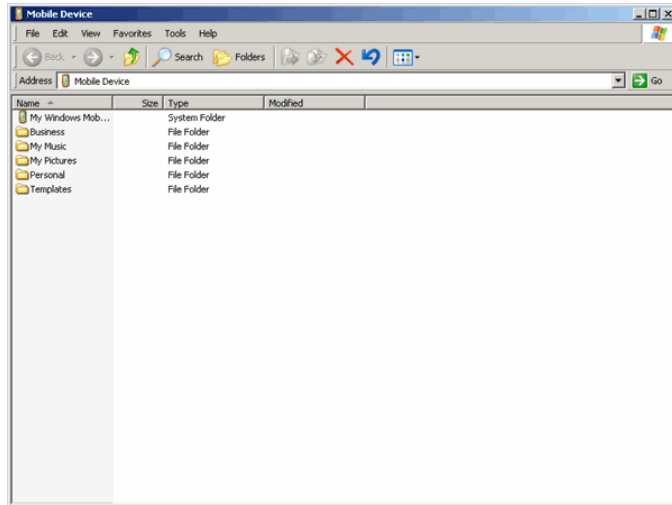 Mobile Device
File Edit View Favorites Tools Help
Back Search Folders
Address Mobile Device Go
Name Size Type Modified
My Windows Mob... System Folder
Business File Folder
My Music File Folder
My Pictures File Folder
Personal File Folder
Templates File Folder